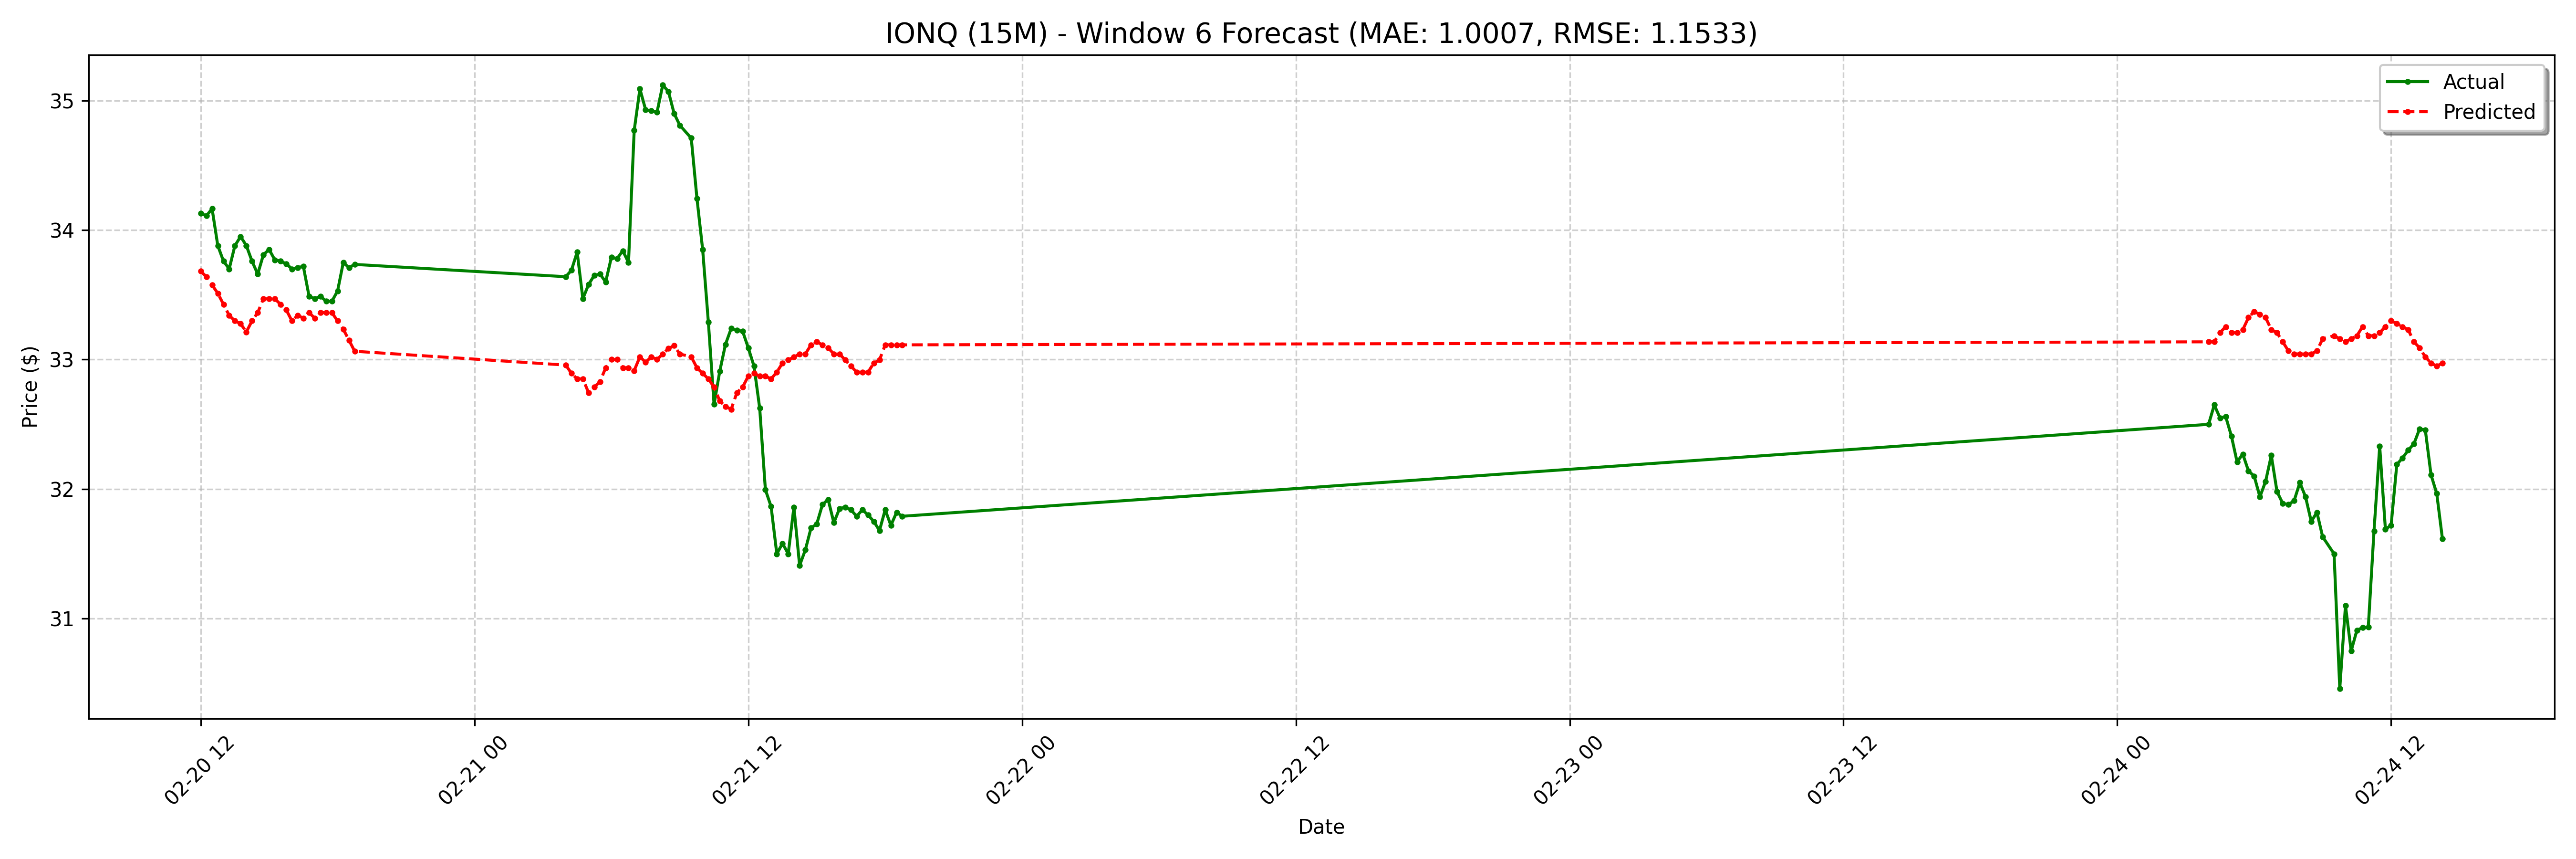 IONQ (15M) - Window 6 Forecast (MAE: 1.0007, RMSE: 1.1533)
Actual
Predicted
Price ($)
35
34
33
32
31
02-20 12
02-21 00
02-21 12
02-22 00
02-22 12
02-23 00
02-23 12
02-24 00
02-24 12
Date